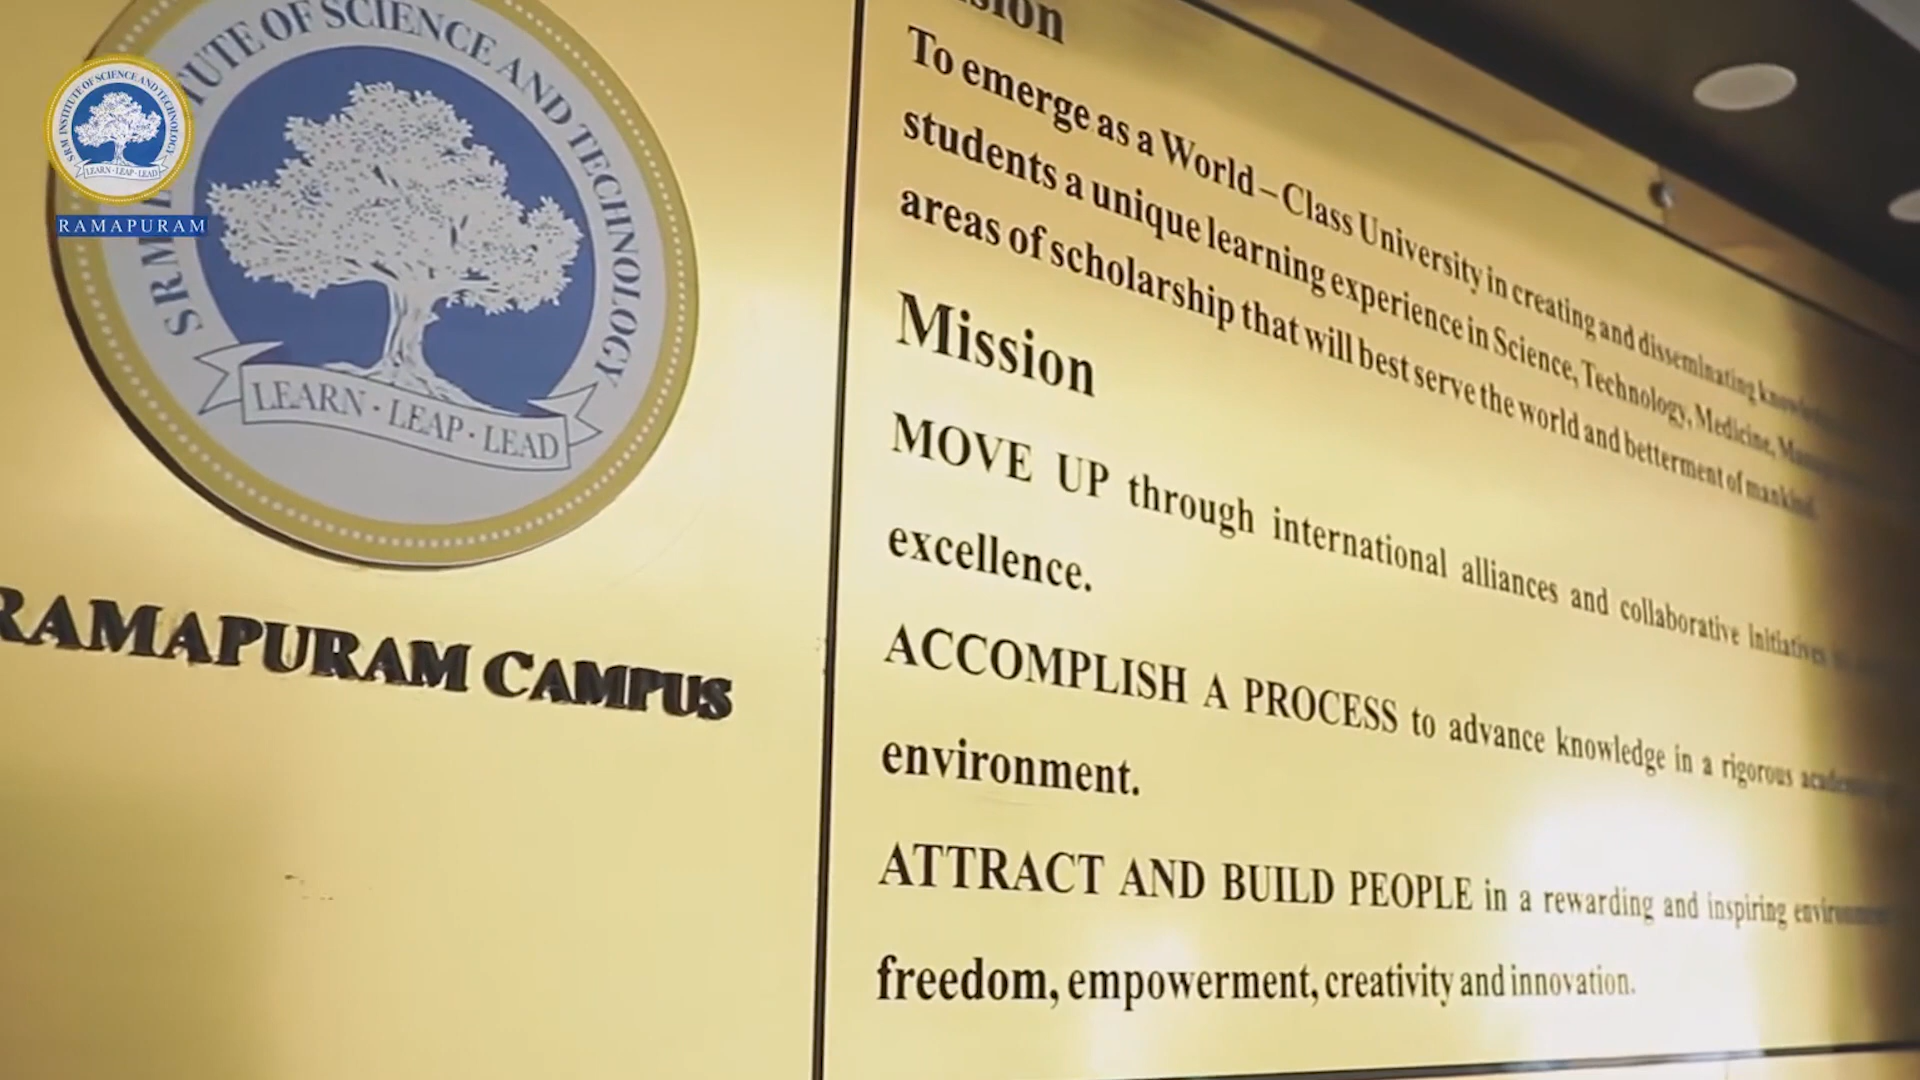 SRM INSTITUTE OF SCIENCE AND TECHNOLOGY
LEARN · LEAP · LEAD
RAMAPURAM
TUTE OF SCIENCE AND TECHNOLOGY
SRM
LEARN · LEAP · LEAD
RAMAPURAM CAMPUS
sion
To emerge as a World – Class University in creating and disseminating
students a unique learning experience in Science, Technology, Medicine,
areas of scholarship that will best serve the world and betterment of mankind.
Mission
MOVE UP through international alliances and collaborative initiatives
excellence.
ACCOMPLISH A PROCESS to advance knowledge in a rigorous
environment.
ATTRACT AND BUILD PEOPLE in a rewarding and inspiring
freedom, empowerment, creativity and innovation.